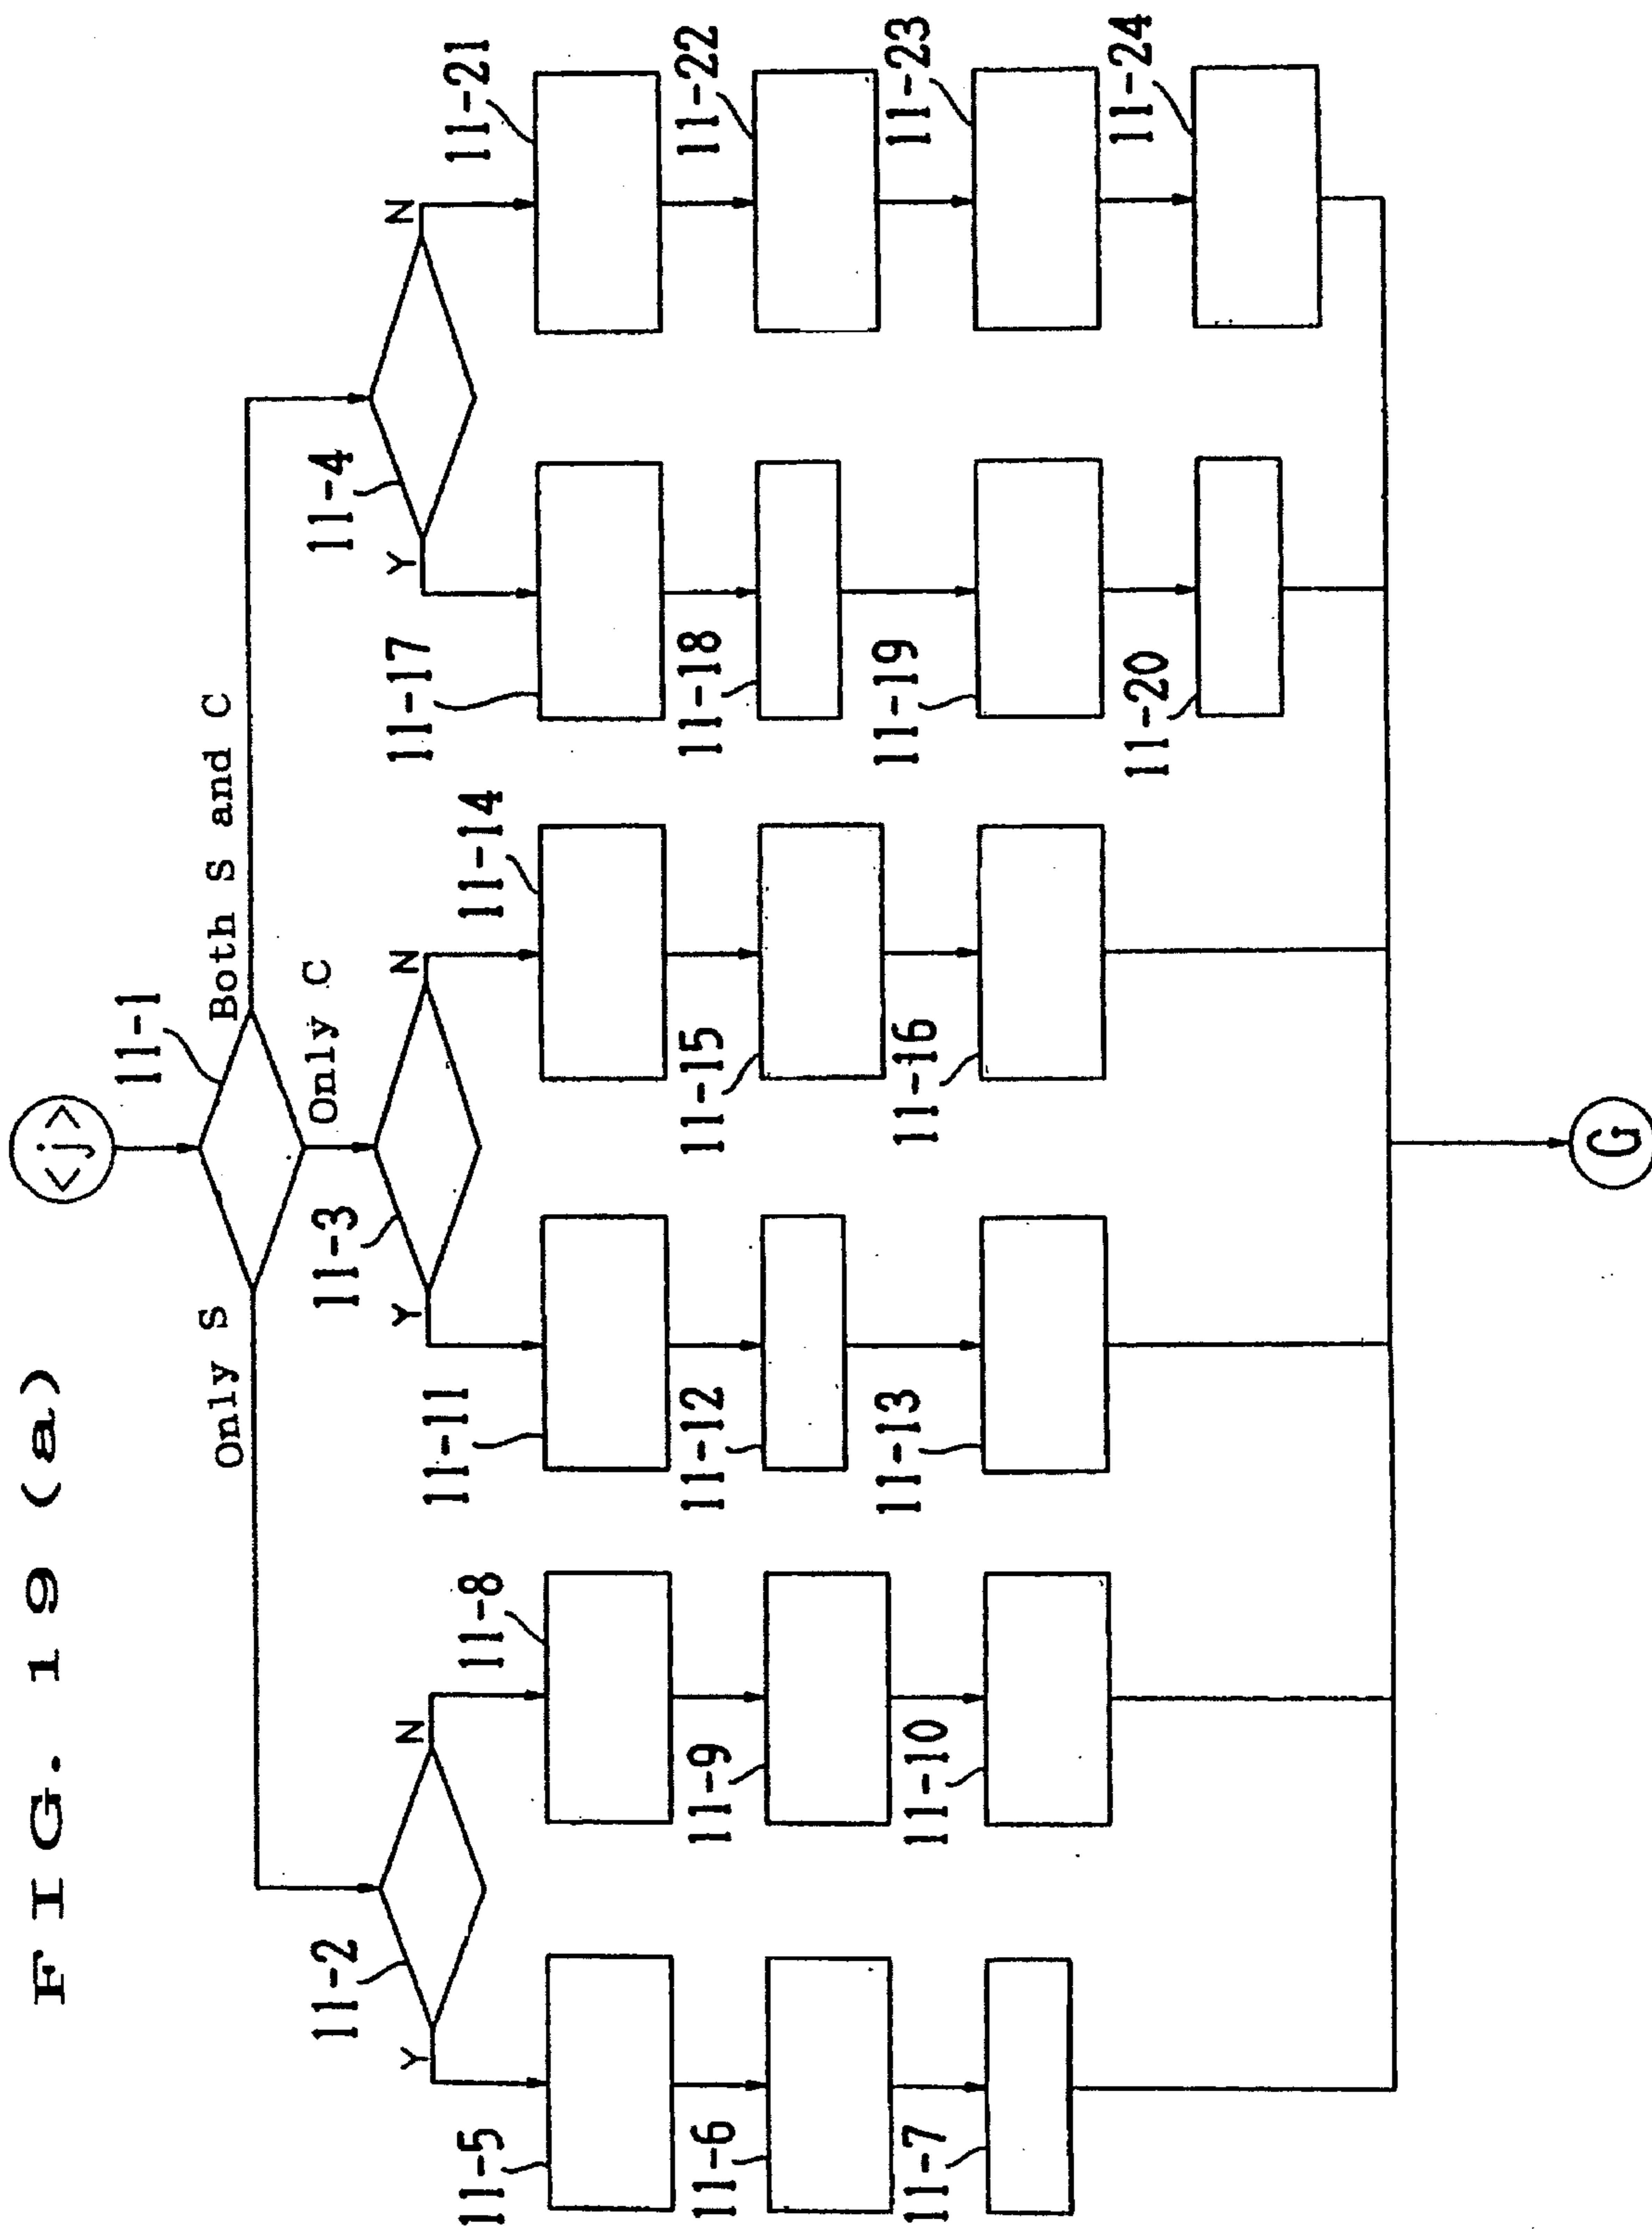 FIG. 19 (a)
<j>
11-1
Only S
Only C
Both S and C
11-2
Y
N
11-3
Y
N
11-4
Y
N
11-5
11-6
11-7
11-8
11-9
11-10
11-11
11-12
11-13
11-14
11-15
11-16
11-17
11-18
11-19
11-20
11-21
11-22
11-23
11-24
G